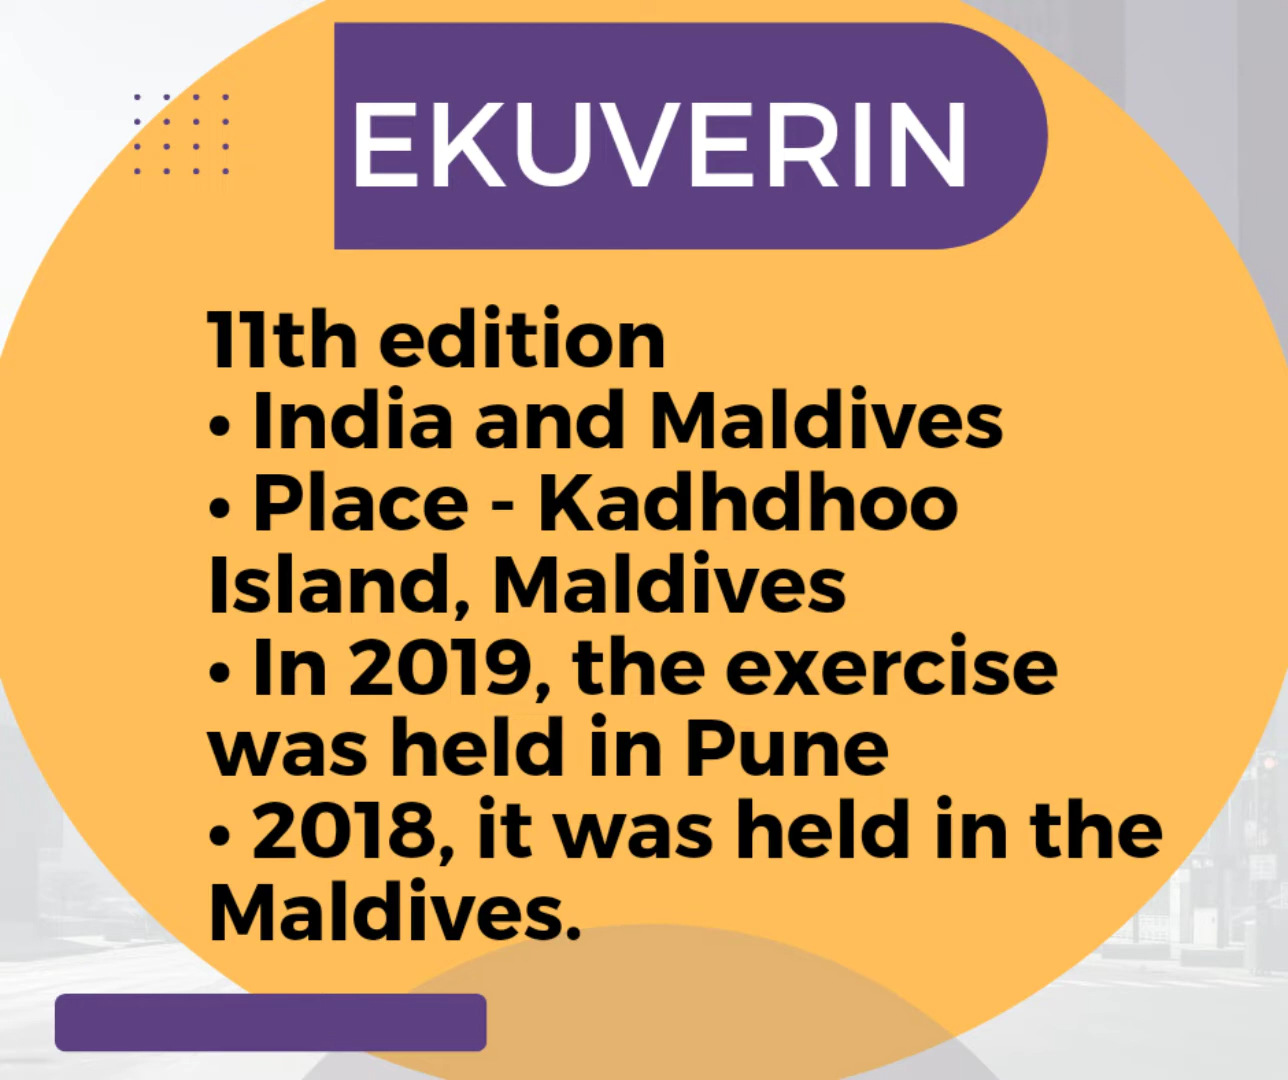 EKUVERIN
11th edition
• India and Maldives
• Place - Kadhdhoo
Island, Maldives
• In 2019, the exercise
was held in Pune
• 2018, it was held in the
Maldives.